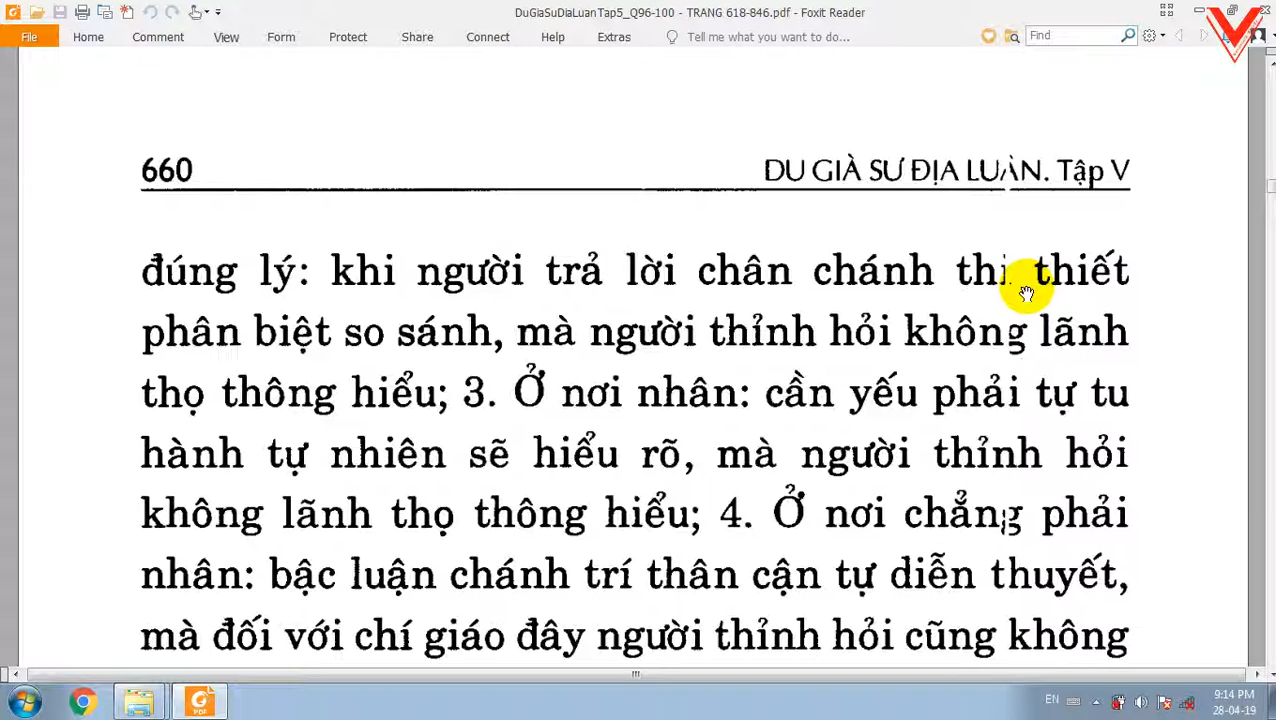 DuGiaSuDiaLuanTap5_Q96-100 - TRANG 618-846.pdf - Foxit Reader
File Home Comment View Form Protect Share Connect Help Extras Tell me what you want to do... Find
660 DU GIÀ SƯ ĐỊA LUẬN. Tập V
đúng lý: khi người trả lời chân chánh thi thiết
phân biệt so sánh, mà người thỉnh hỏi không lãnh
thọ thông hiểu; 3. Ở nơi nhân: cần yếu phải tự tu
hành tự nhiên sẽ hiểu rõ, mà người thỉnh hỏi
không lãnh thọ thông hiểu; 4. Ở nơi chẳng phải
nhân: bậc luận chánh trí thân cận tự diễn thuyết,
mà đối với chí giáo đây người thỉnh hỏi cũng không
PDF
EN 9:14 PM
28-04-19